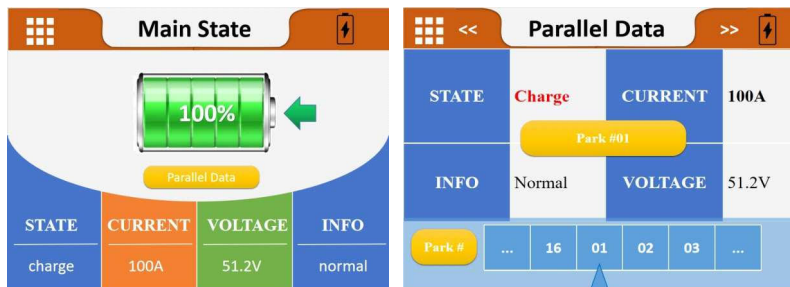 Main State
100%
Parallel Data
STATE CURRENT VOLTAGE INFO
charge 100A 51.2V normal
<< Parallel Data >>
STATE Charge CURRENT 100A
Park #01
INFO Normal VOLTAGE 51.2V
Park # ... 16 01 02 03 ...